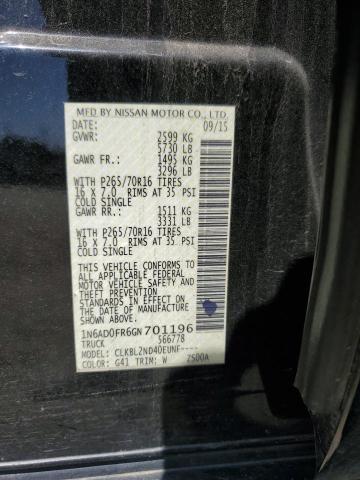 MFD BY NISSAN MOTOR CO., LTD.
DATE: 09/15
GVWR: 2599 KG
5730 LB
GAWR FR.: 1495 KG
3296 LB
WITH P265/70R16 TIRES
16 X 7.0 RIMS AT 35 PSI
COLD SINGLE
GAWR RR.: 1511 KG
3331 LB
WITH P265/70R16 TIRES
16 X 7.0 RIMS AT 35 PSI
COLD SINGLE
THIS VEHICLE CONFORMS TO ALL
APPLICABLE FEDERAL
MOTOR VEHICLE SAFETY
STANDARDS IN EFFECT ON
THE DATE OF MANUFACTURE
SHOWN ABOVE.
1N6AD0FR6GN701196
TRUCK 566778
MODEL: CLKBL2ND40EUNF----
COLOR: G41 TRIM: W 2500A